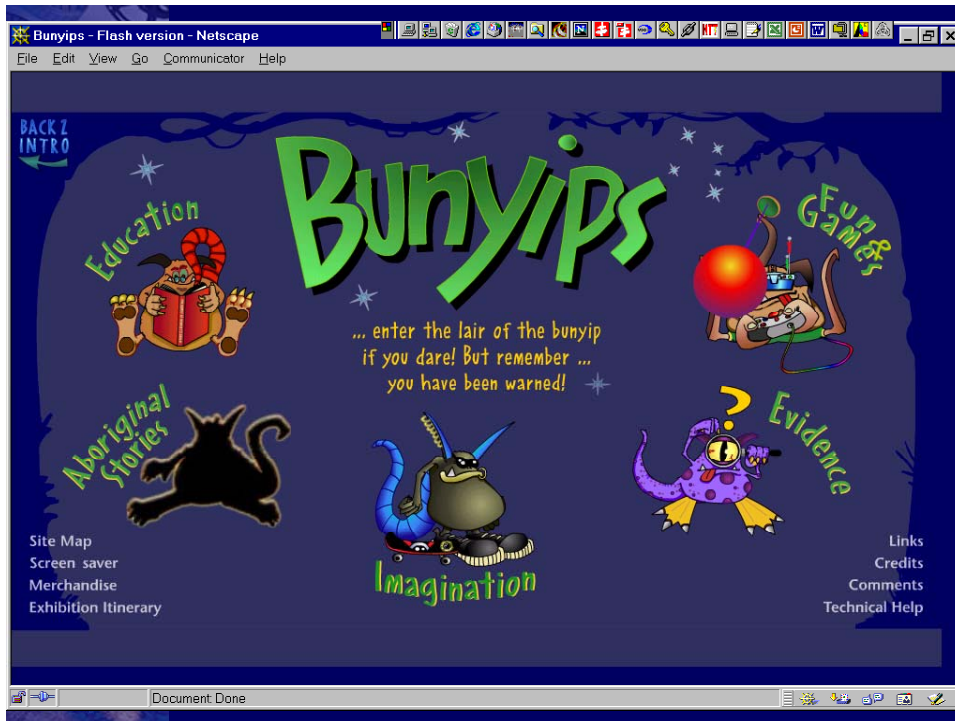 Bunyips - Flash version - Netscape
File Edit View Go Communicator Help
BACK 2
INTRO
Bunyips
Education
Fun &
Games
... enter the lair of the bunyip
if you dare! But remember ...
you have been warned!
Aboriginal
Stories
Evidence
?
Imagination
Site Map
Screen saver
Merchandise
Exhibition Itinerary
Links
Credits
Comments
Technical Help
Document Done